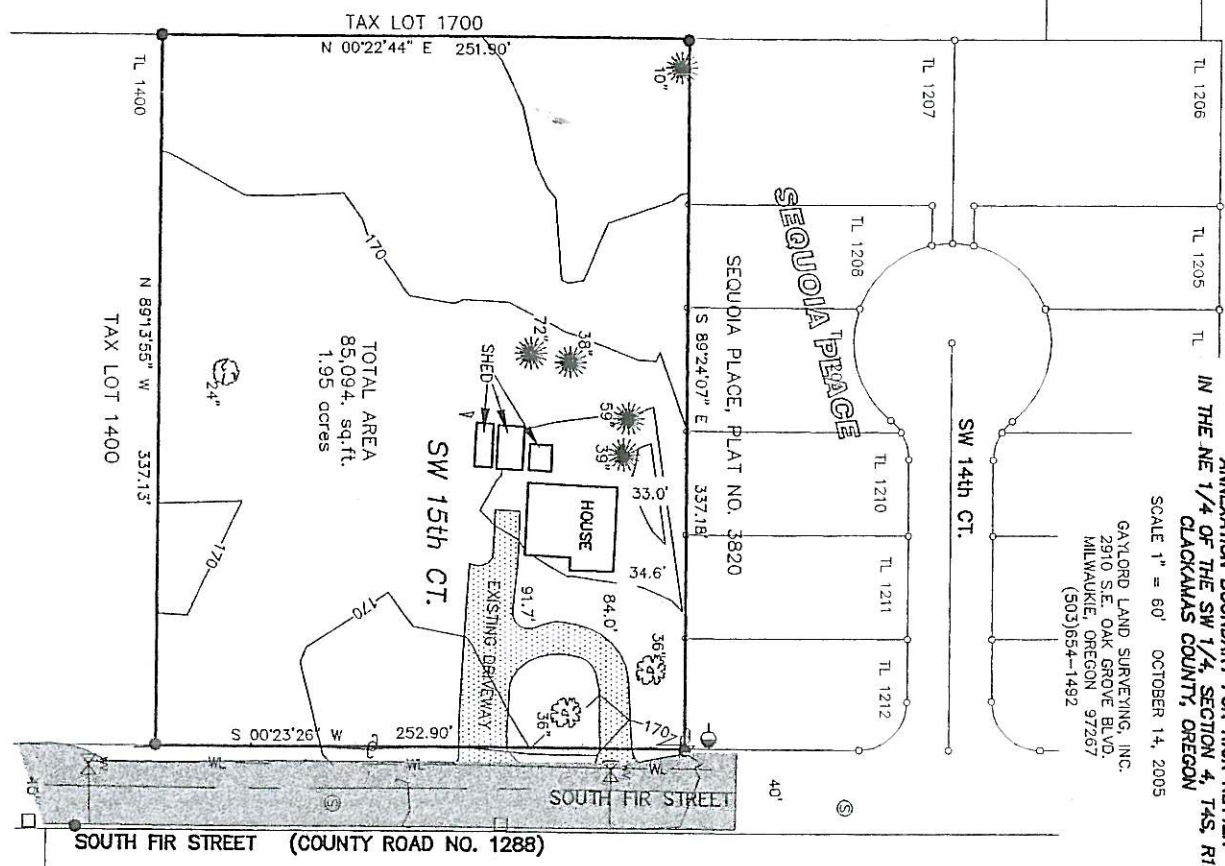 IN THE NE 1/4 OF THE SW 1/4, SECTION 4, T4S, R1
CLACKAMAS COUNTY, OREGON
SCALE 1" = 60'   OCTOBER 14, 2005
GAYLORD LAND SURVEYING, INC.
2910 S.E. OAK GROVE BLVD.
MILWAUKIE, OREGON 97267
(503)654-1492
TL 1206
TL 1205
TL
TL 1207
TL 1208
TL 1210
TL 1211
TL 1212
SW 14th CT.
SEQUOIA PLACE
SEQUOIA PLACE, PLAT NO. 3820
S 89°24'07" E   337.18'
TAX LOT 1700
N 00°22'44" E   251.90'
10"
TL 1400
170
72"
38"
59"
39"
SHED
HOUSE
33.0'
34.6'
91.7'
84.0'
36"
36"
170
EXISTING DRIVEWAY
SW 15th CT.
TOTAL AREA
85,094. sq.ft.
1.95 acres
24"
170
170
N 89°13'55" W   337.13'
TAX LOT 1400
S 00°23'26" W   252.90'
WL
WL
WL
40'
40'
S
S
SOUTH FIR STREET
SOUTH FIR STREET   (COUNTY ROAD NO. 1288)